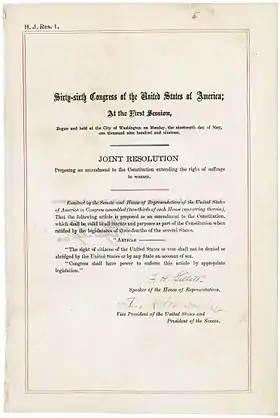 H. J. Res. 1.
5
Sixty-sixth Congress of the United States of America;
At the First Session,
Begun and held at the City of Washington on Monday, the nineteenth day of May,
one thousand nine hundred and nineteen.
JOINT RESOLUTION
Proposing an amendment to the Constitution extending the right of suffrage
to women.
Resolved by the Senate and House of Representatives of the United States
of America in Congress assembled (two-thirds of each House concurring therein),
That the following article is proposed as an amendment to the Constitution,
which shall be valid to all intents and purposes as part of the Constitution when
ratified by the legislatures of three-fourths of the several States.
"ARTICLE
"The right of citizens of the United States to vote shall not be denied or
abridged by the United States or by any State on account of sex.
"Congress shall have power to enforce this article by appropriate
legislation."
Speaker of the House of Representatives.
Vice President of the United States and
President of the Senate.